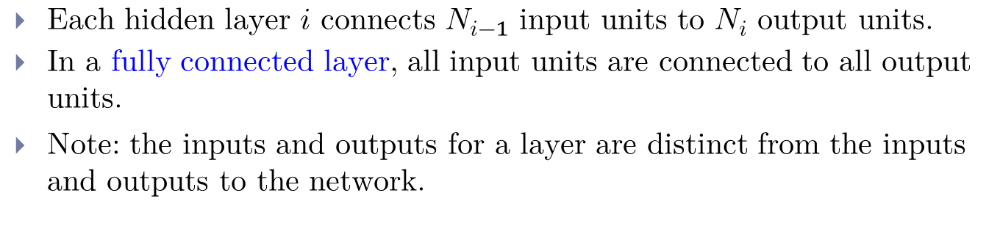 Each hidden layer i connects N_{i−1} input units to N_i output units.
In a fully connected layer, all input units are connected to all output
units.
Note: the inputs and outputs for a layer are distinct from the inputs
and outputs to the network.